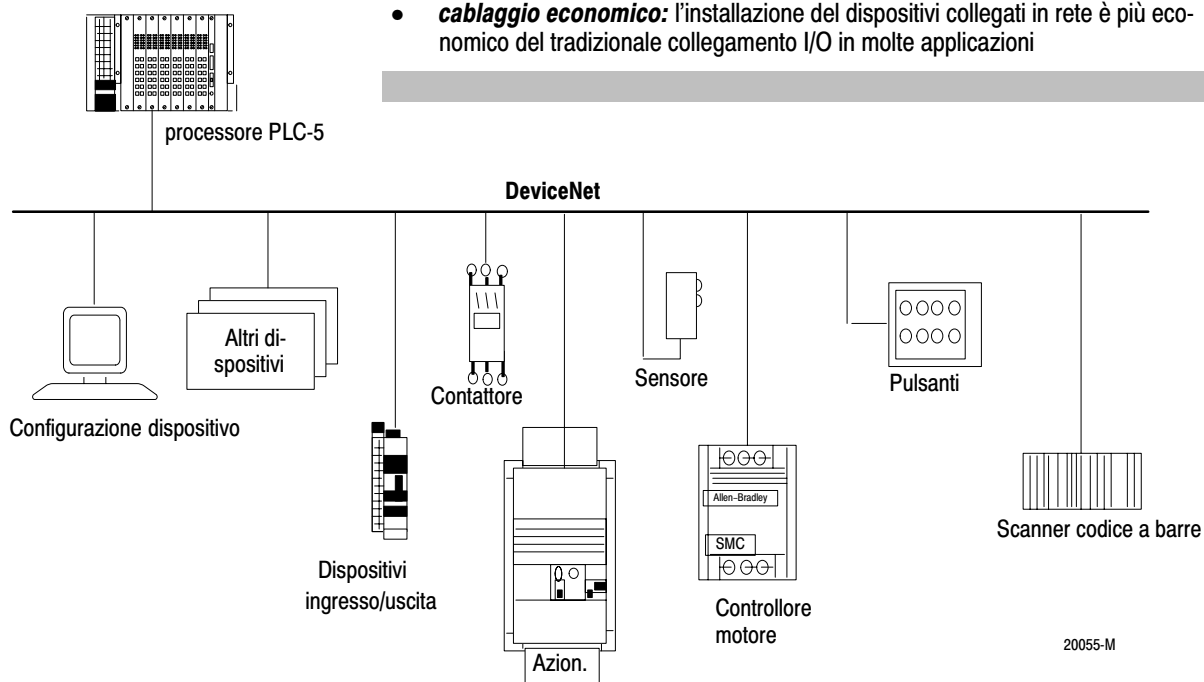 • cablaggio economico: l'installazione del dispositivi collegati in rete è più eco-
nomico del tradizionale collegamento I/O in molte applicazioni
processore PLC-5
DeviceNet
Altri di-
spositivi
Configurazione dispositivo
Contattore
Sensore
Pulsanti
Dispositivi
ingresso/uscita
Allen-Bradley
SMC
Controllore
motore
Scanner codice a barre
Azion.
20055-M